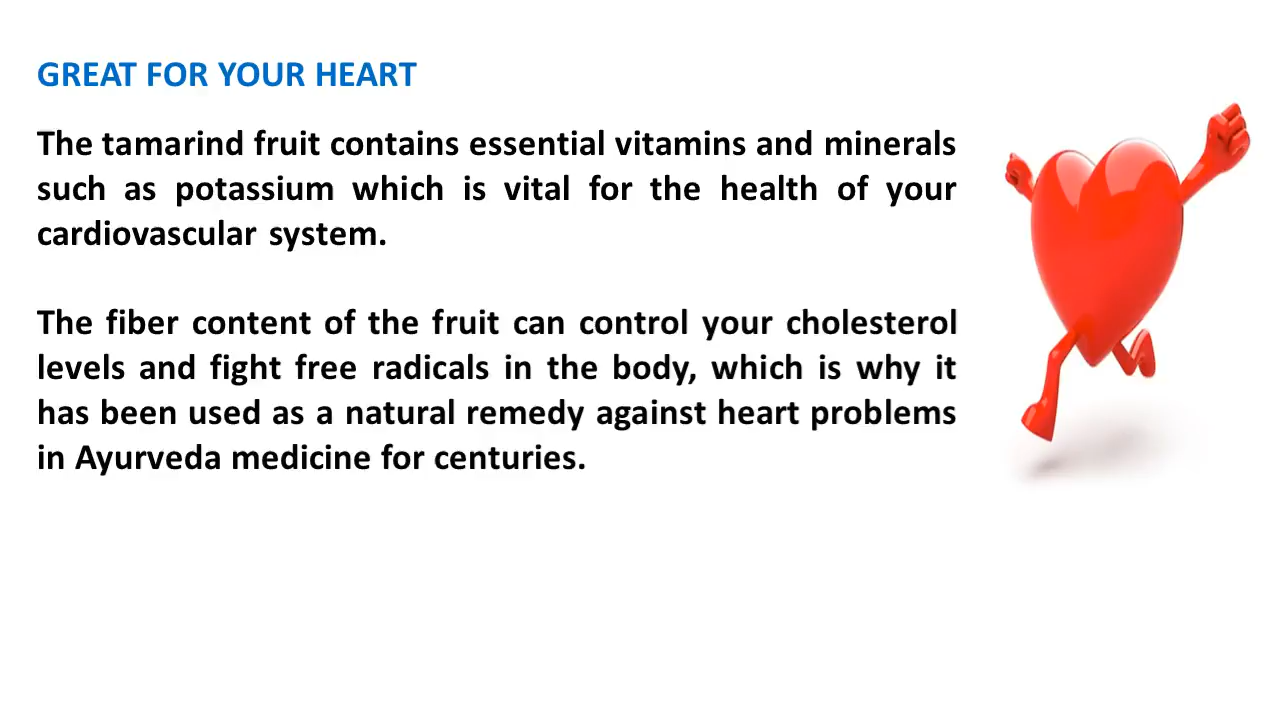 GREAT FOR YOUR HEART
The tamarind fruit contains essential vitamins and minerals
such as potassium which is vital for the health of your
cardiovascular system.
The fiber content of the fruit can control your cholesterol
levels and fight free radicals in the body, which is why it
has been used as a natural remedy against heart problems
in Ayurveda medicine for centuries.